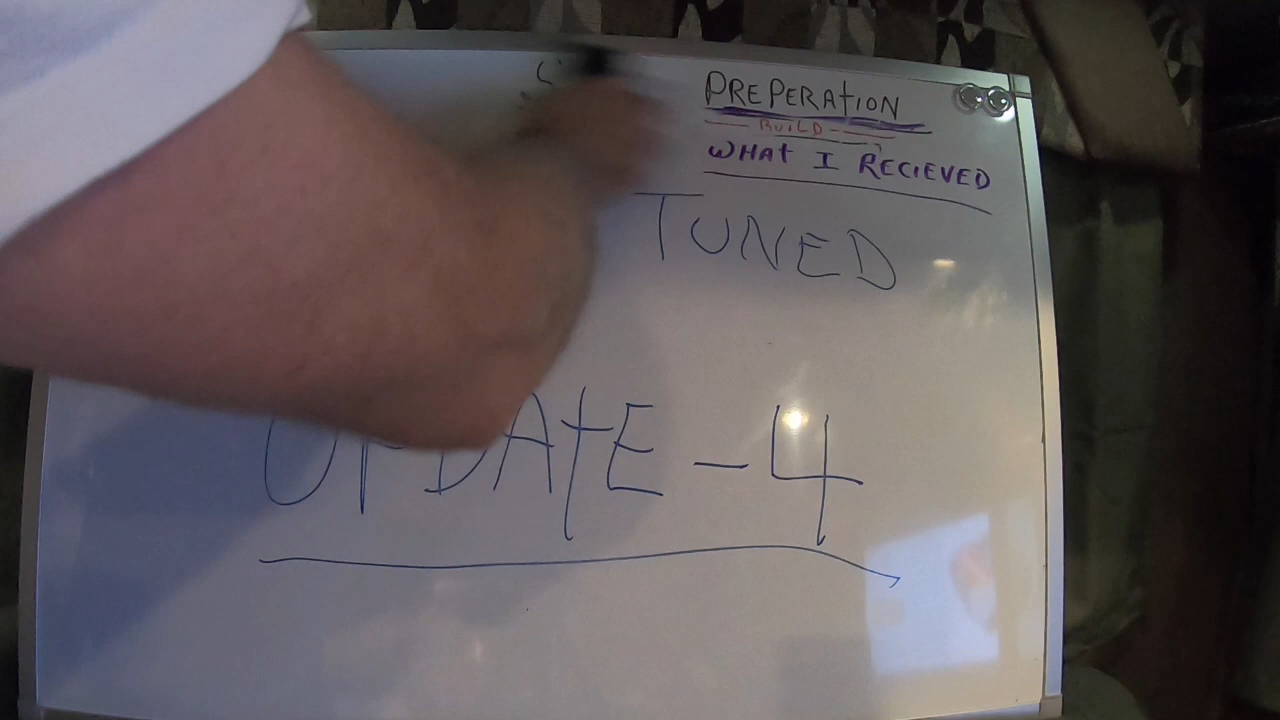 PREPERAtION
BUILD
WHAt I RECIEVED
TUNED
UPDAtE - 4